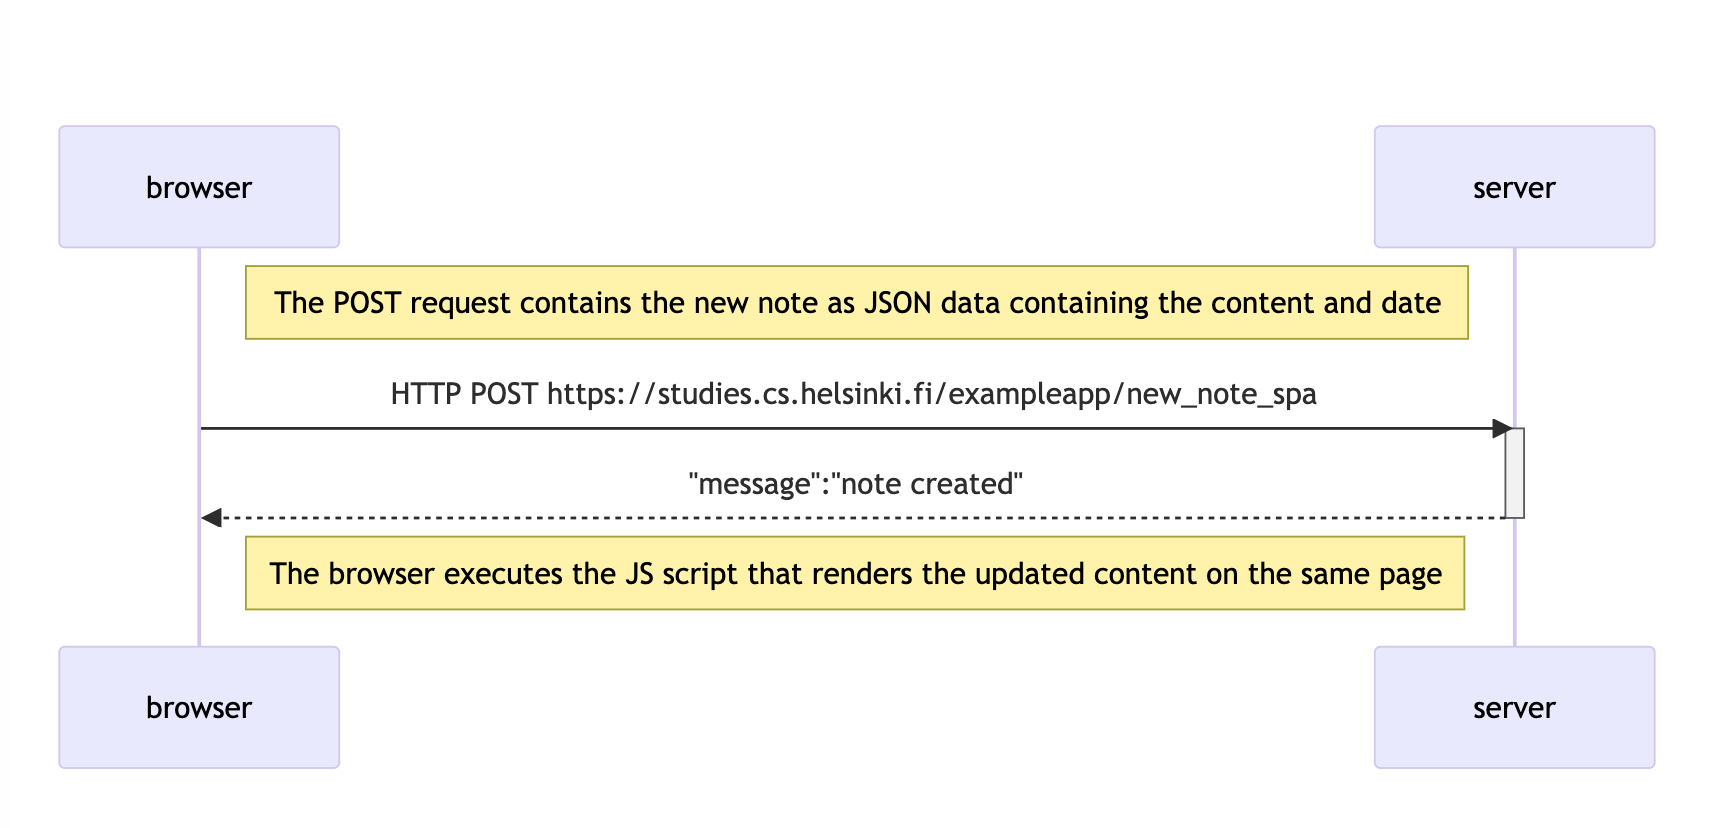 browser
server
The POST request contains the new note as JSON data containing the content and date
HTTP POST https://studies.cs.helsinki.fi/exampleapp/new_note_spa
"message":"note created"
The browser executes the JS script that renders the updated content on the same page
browser
server